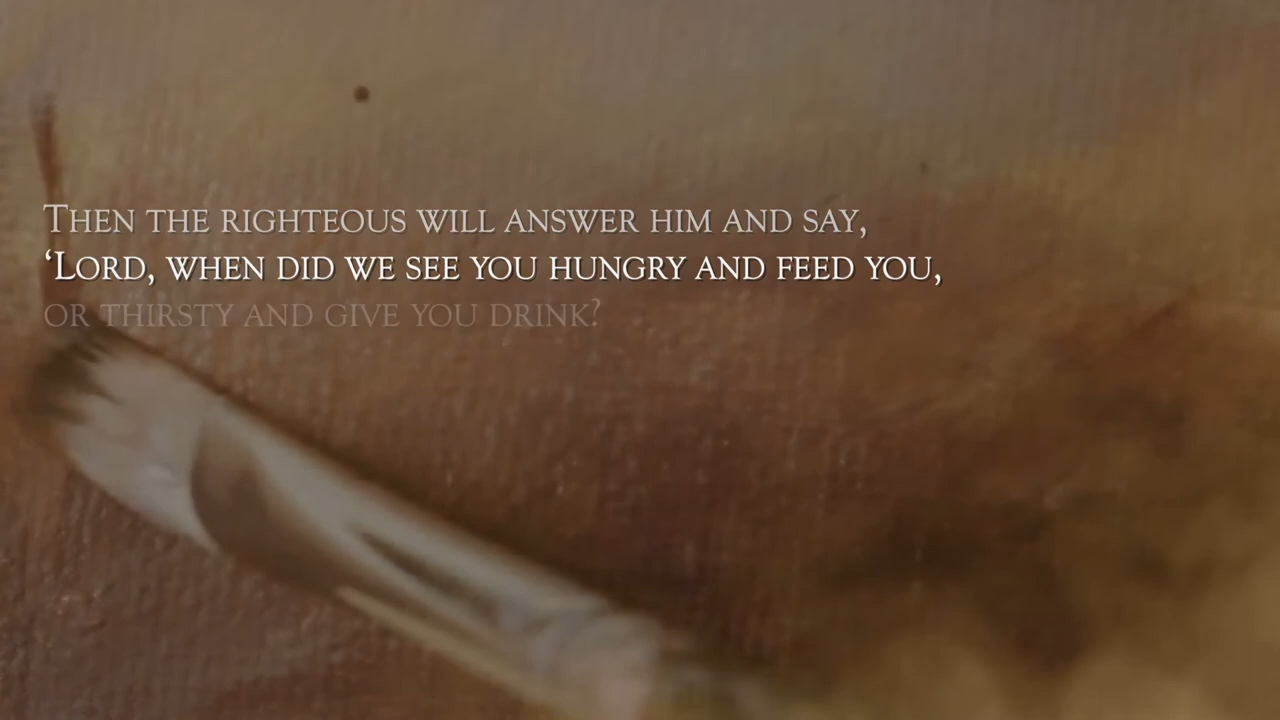 Then the righteous will answer him and say,
‘Lord, when did we see you hungry and feed you,
or thirsty and give you drink?